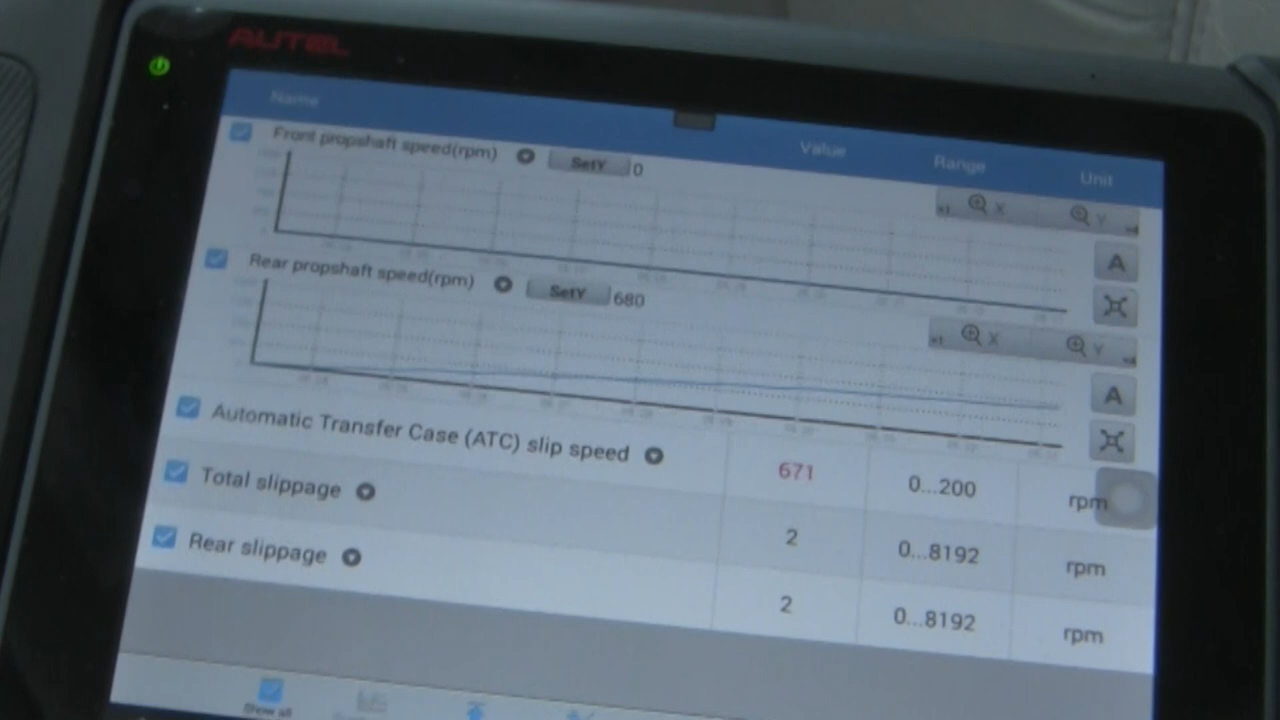 AUTEL
Name Value Range Unit
Front propshaft speed(rpm) SetY 0
X Y
A
Rear propshaft speed(rpm) SetY 680
X Y
A
Automatic Transfer Case (ATC) slip speed 671 0...200 rpm
Total slippage 2 0...8192 rpm
Rear slippage 2 0...8192 rpm
Show all